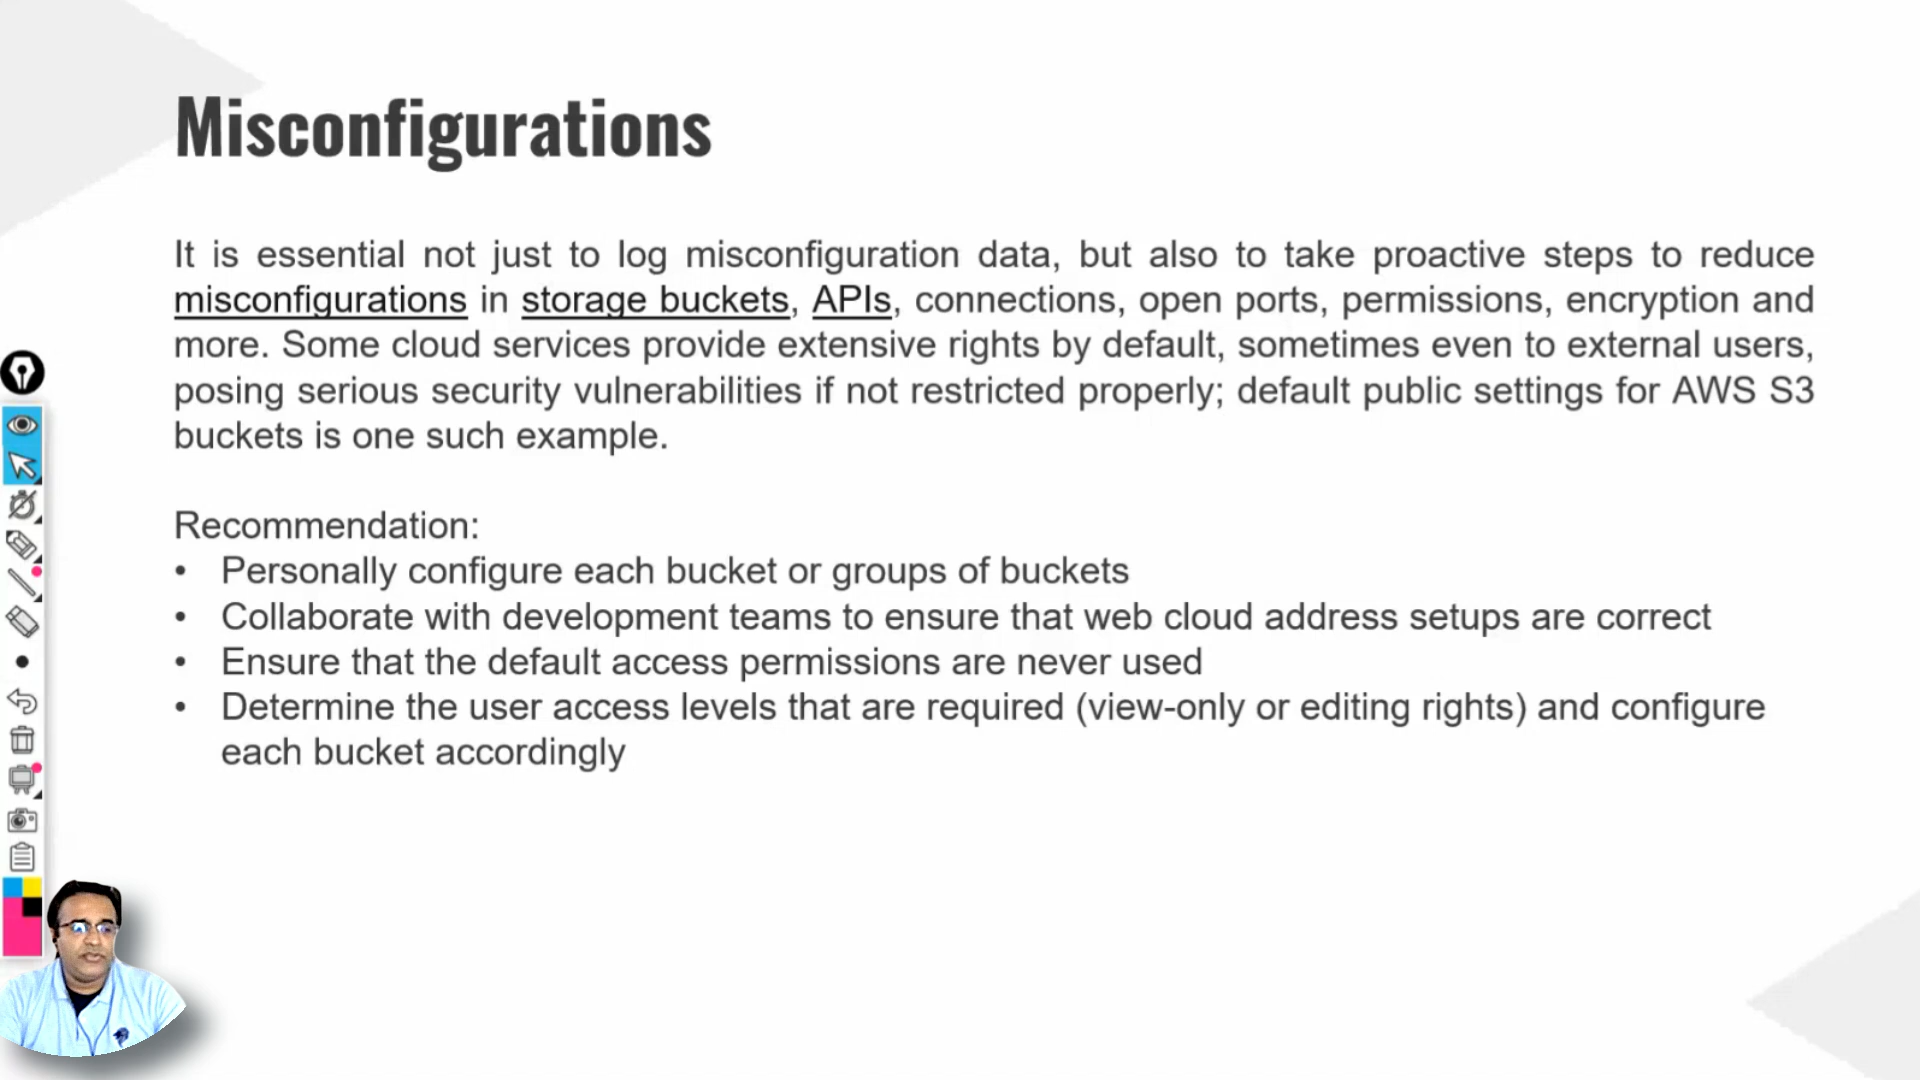 Misconfigurations
It is essential not just to log misconfiguration data, but also to take proactive steps to reduce
misconfigurations in storage buckets, APIs, connections, open ports, permissions, encryption and
more. Some cloud services provide extensive rights by default, sometimes even to external users,
posing serious security vulnerabilities if not restricted properly; default public settings for AWS S3
buckets is one such example.
Recommendation:
• Personally configure each bucket or groups of buckets
• Collaborate with development teams to ensure that web cloud address setups are correct
• Ensure that the default access permissions are never used
• Determine the user access levels that are required (view-only or editing rights) and configure
each bucket accordingly